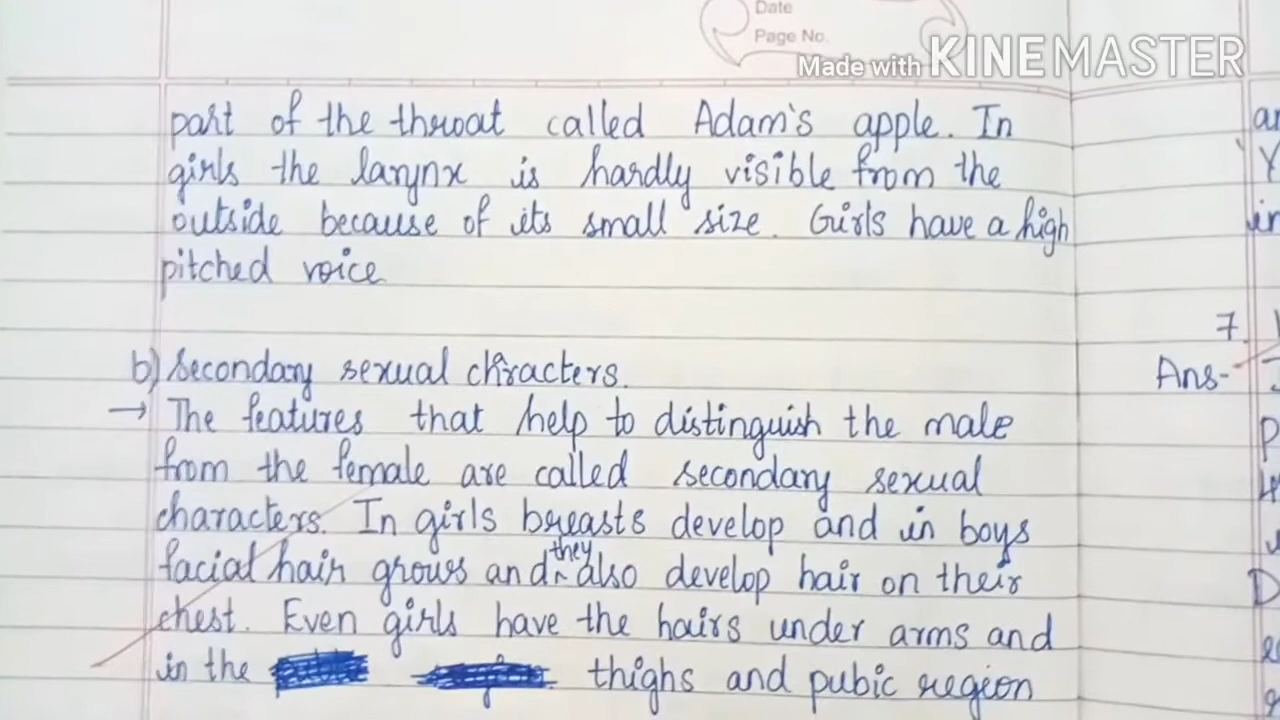 Date
Page No.
Made with KINEMASTER
part of the throat called Adam's apple. In
girls the larynx is hardly visible from the
outside because of its small size. Girls have a high
pitched voice
b) Secondary sexual chracters.
→ The features that help to distinguish the male
from the female are called secondary sexual
characters. In girls breasts develop and in boys
facial hair grows and they also develop hair on their
chest. Even girls have the hairs under arms and
in the thighs and pubic region
7.
Ans-